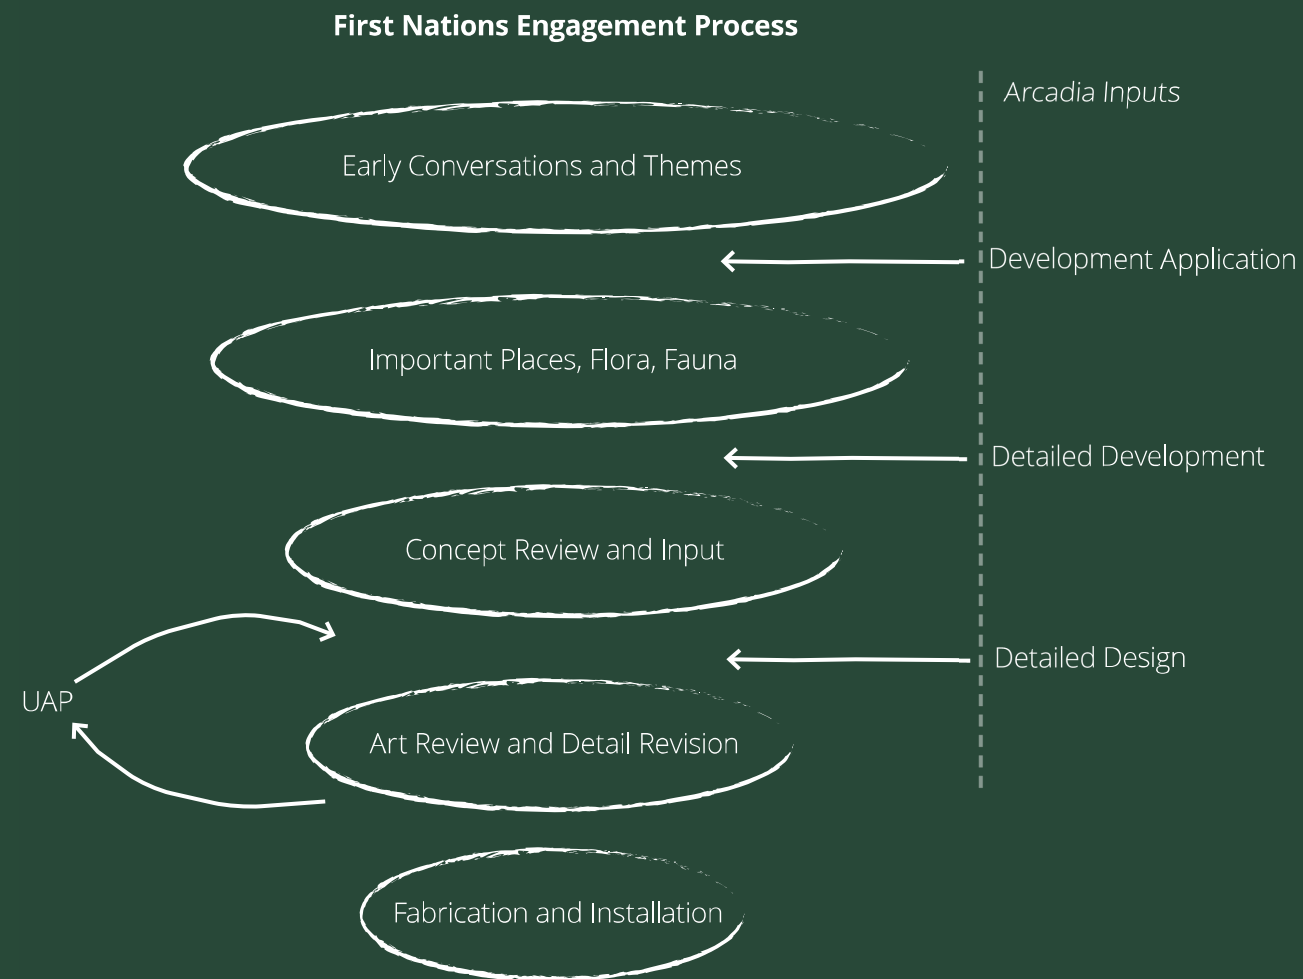 First Nations Engagement Process
Arcadia Inputs
Early Conversations and Themes
Development Application
Important Places, Flora, Fauna
Detailed Development
Concept Review and Input
Detailed Design
UAP
Art Review and Detail Revision
Fabrication and Installation